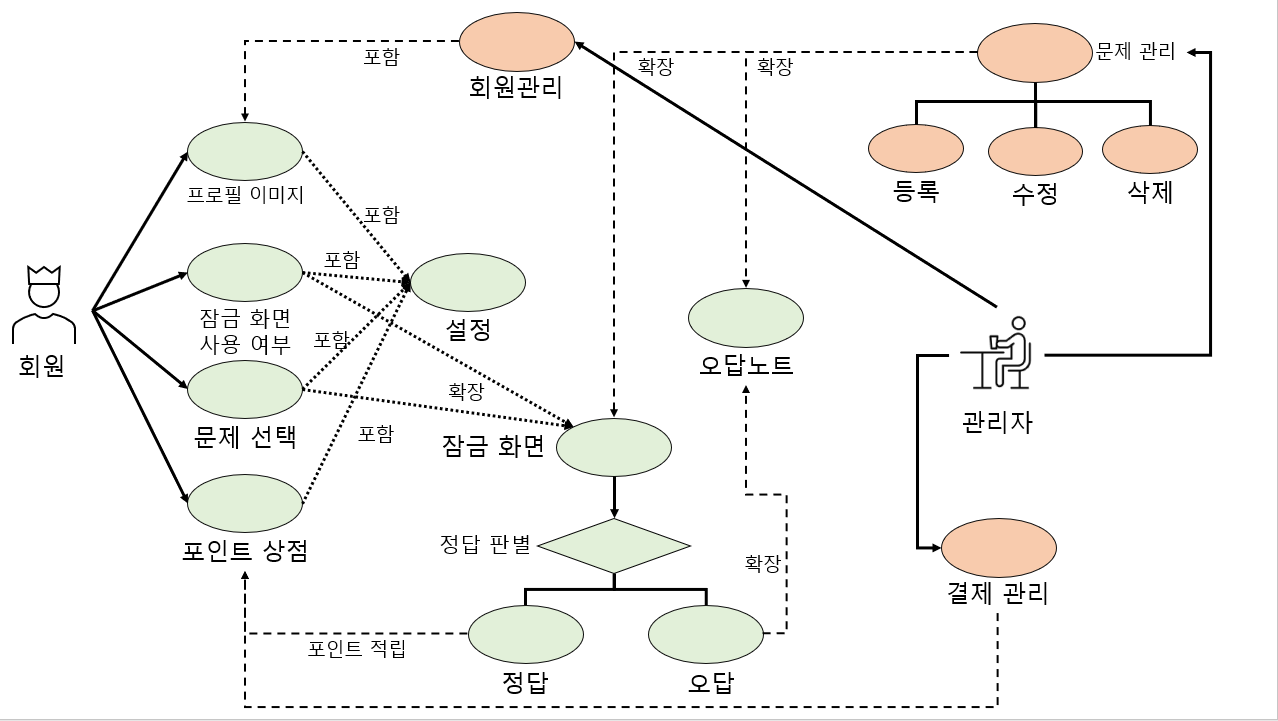 포함
회원관리
확장
확장
문제 관리
등록
수정
삭제
프로필 이미지
포함
포함
잠금 화면
사용 여부
포함
설정
회원
오답노트
문제 선택
확장
포함
잠금 화면
관리자
포인트 상점
정답 판별
확장
결제 관리
포인트 적립
정답
오답